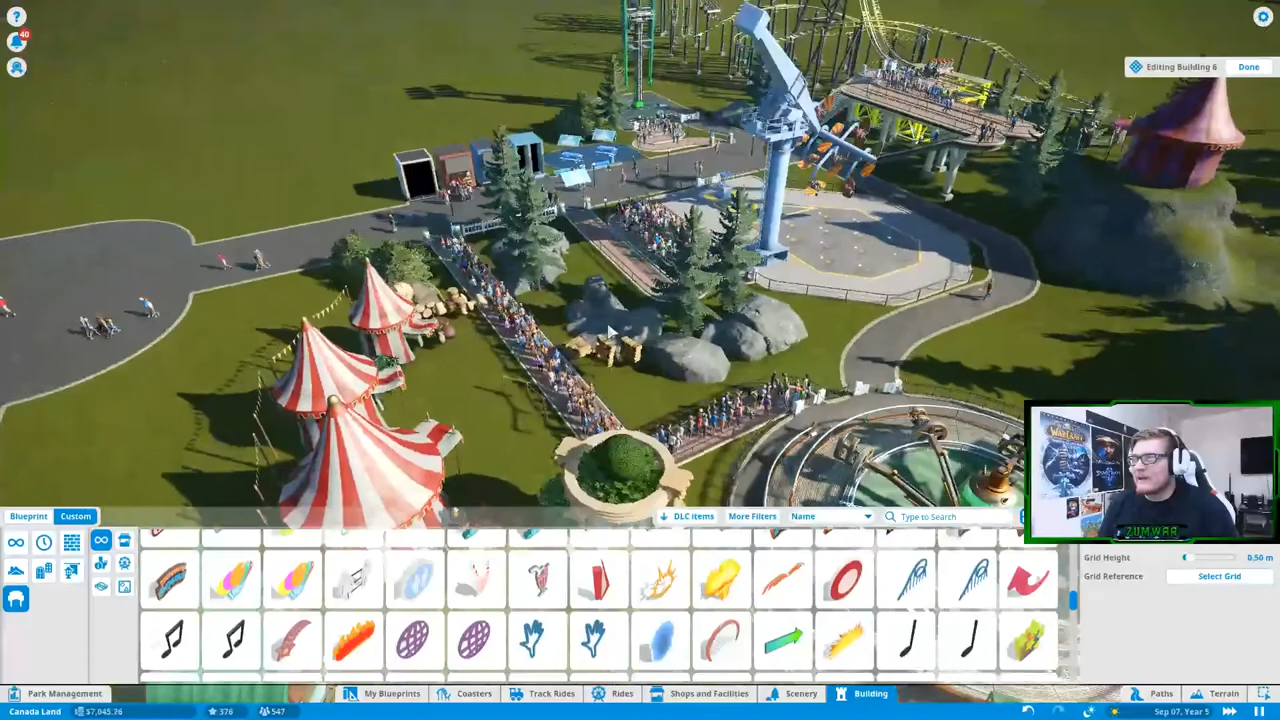 40
Editing Building 6
Done
WARCRAFT
ZUMWAR
Blueprint
Custom
DLC Items
More Filters
Name
Type to Search
Grid Height
0.50 m
Grid Reference
Select Grid
Park Management
My Blueprints
Coasters
Track Rides
Rides
Shops and Facilities
Scenery
Building
Paths
Terrain
Canada Land
$7,045.76
376
547
Sep 07, Year 5